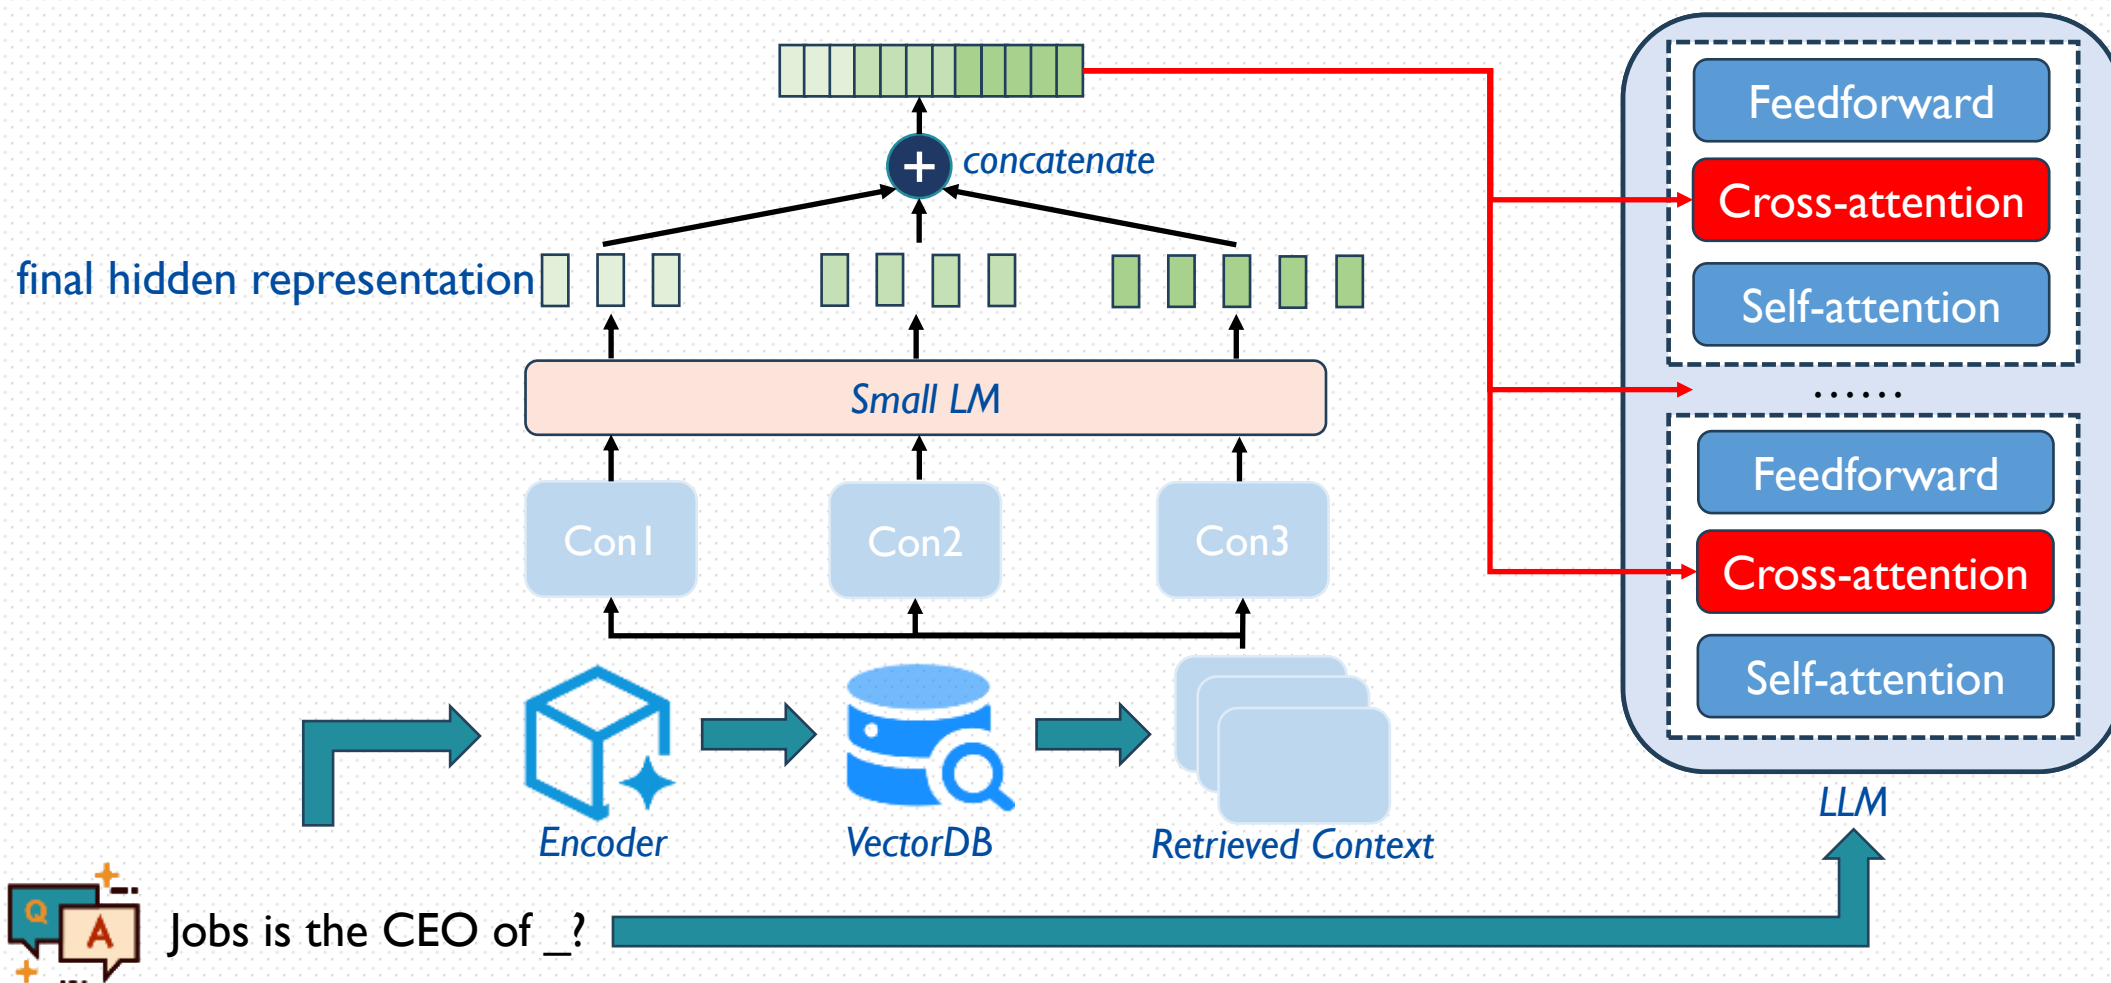 concatenate
final hidden representation
Small LM
Con1
Con2
Con3
Encoder
VectorDB
Retrieved Context
Feedforward
Cross-attention
Self-attention
......
Feedforward
Cross-attention
Self-attention
LLM
Q
A
Jobs is the CEO of _?